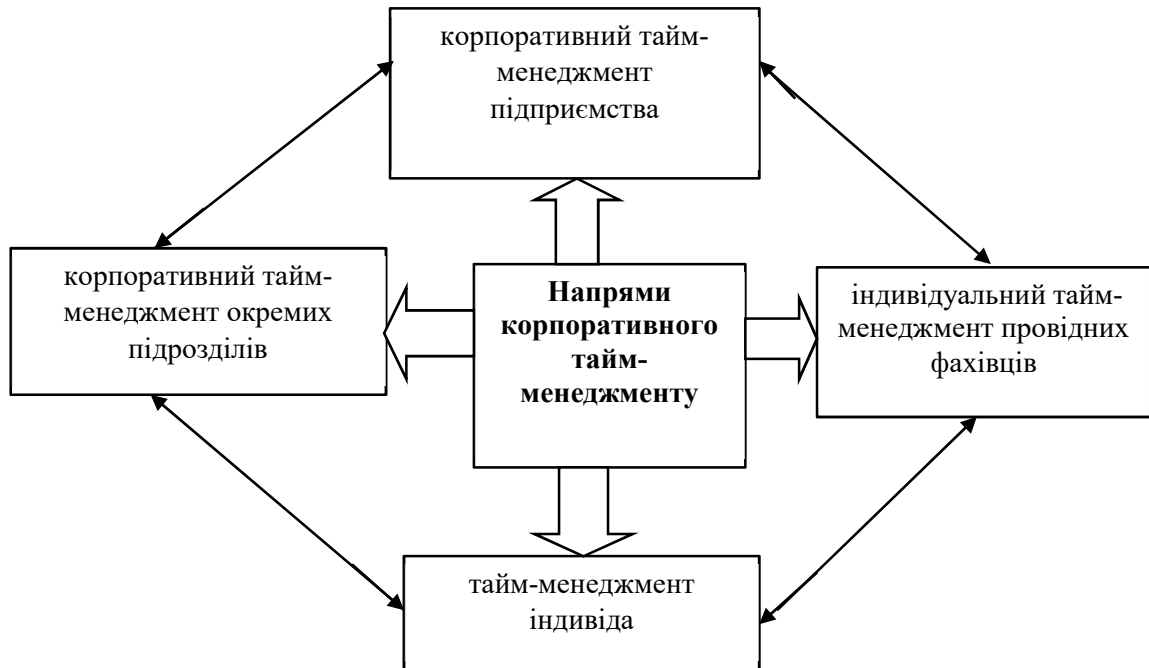 корпоративний тайм-
менеджмент
підприємства
корпоративний тайм-
менеджмент окремих
підрозділів
Напрями
корпоративного
тайм-
менеджменту
індивідуальний тайм-
менеджмент провідних
фахівців
тайм-менеджмент
індивіда